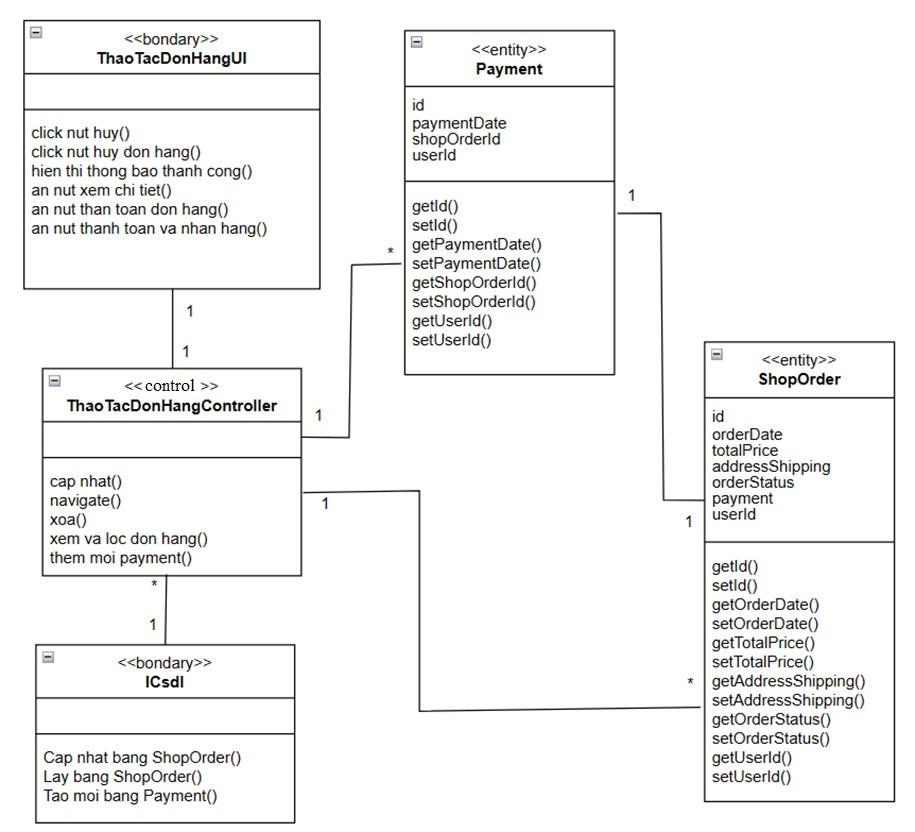 <<bondary>>
ThaoTacDonHangUI
click nut huy()
click nut huy don hang()
hien thi thong bao thanh cong()
an nut xem chi tiet()
an nut than toan don hang()
an nut thanh toan va nhan hang()
1
1
<< control >>
ThaoTacDonHangController
cap nhat()
navigate()
xoa()
xem va loc don hang()
them moi payment()
*
1
<<bondary>>
ICsdl
Cap nhat bang ShopOrder()
Lay bang ShopOrder()
Tao moi bang Payment()
<<entity>>
Payment
id
paymentDate
shopOrderId
userId
getId()
setId()
getPaymentDate()
setPaymentDate()
getShopOrderId()
setShopOrderId()
getUserId()
setUserId()
*
1
1
1
1
*
<<entity>>
ShopOrder
id
orderDate
totalPrice
addressShipping
orderStatus
payment
userId
getId()
setId()
getOrderDate()
setOrderDate()
getTotalPrice()
setTotalPrice()
getAddressShipping()
setAddressShipping()
getOrderStatus()
setOrderStatus()
getUserId()
setUserId()